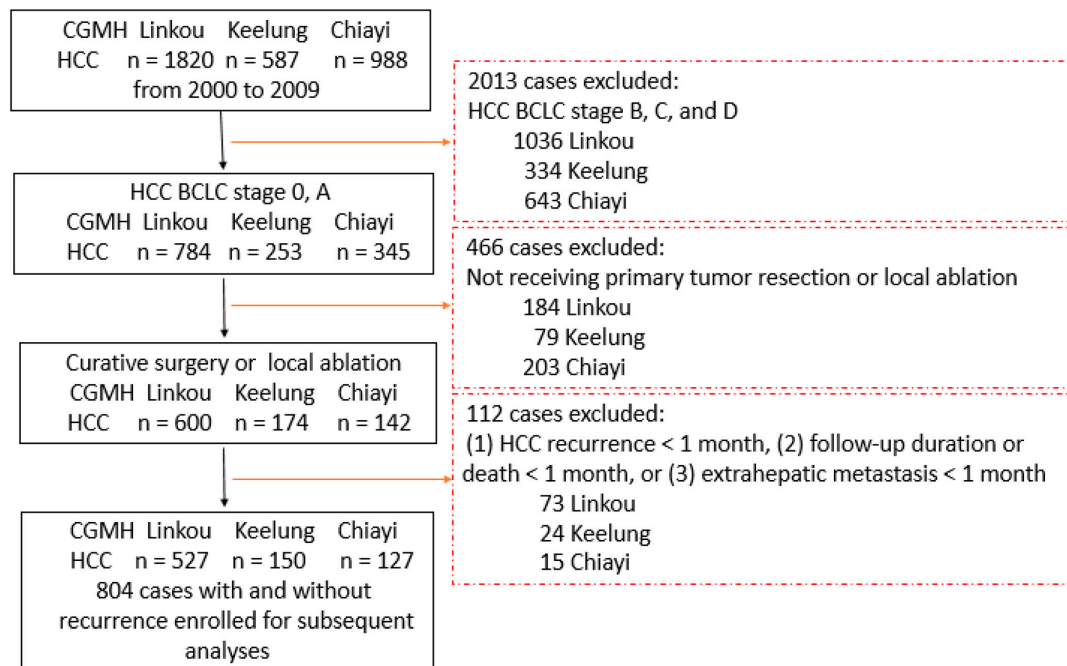 CGMH Linkou Keelung Chiayi
HCC n = 1820 n = 587 n = 988
from 2000 to 2009
2013 cases excluded:
HCC BCLC stage B, C, and D
1036 Linkou
334 Keelung
643 Chiayi
HCC BCLC stage 0, A
CGMH Linkou Keelung Chiayi
HCC n = 784 n = 253 n = 345
466 cases excluded:
Not receiving primary tumor resection or local ablation
184 Linkou
79 Keelung
203 Chiayi
Curative surgery or local ablation
CGMH Linkou Keelung Chiayi
HCC n = 600 n = 174 n = 142
112 cases excluded:
(1) HCC recurrence < 1 month, (2) follow-up duration or
death < 1 month, or (3) extrahepatic metastasis < 1 month
73 Linkou
24 Keelung
15 Chiayi
CGMH Linkou Keelung Chiayi
HCC n = 527 n = 150 n = 127
804 cases with and without
recurrence enrolled for subsequent
analyses